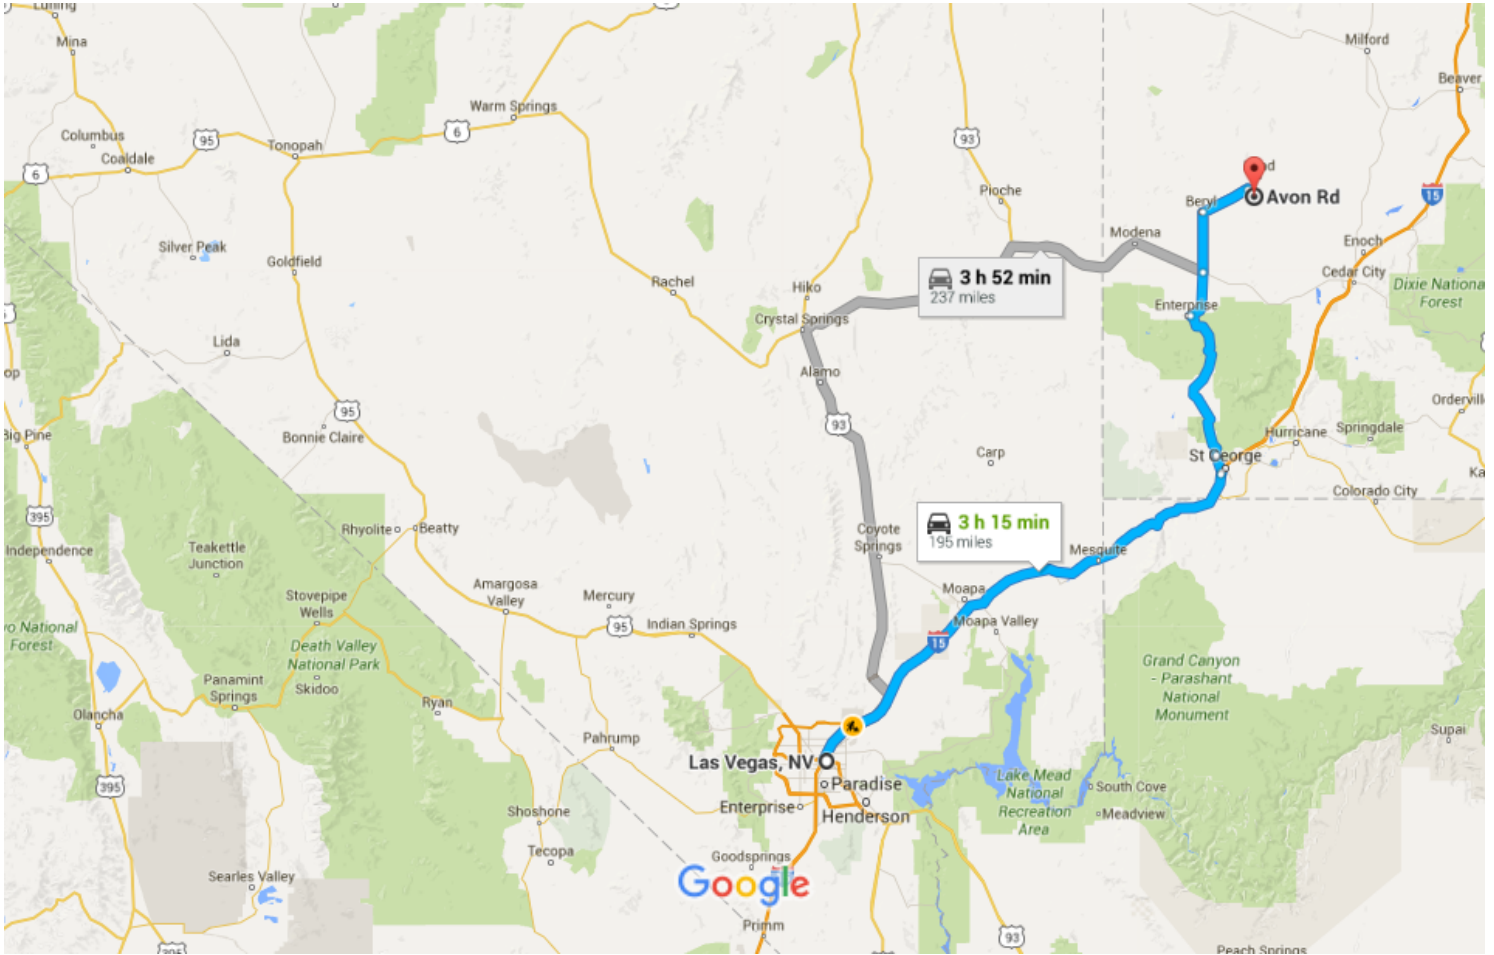 Luning
Mina
Milford
Beaver
Warm Springs
6
95
93
Columbus
Coaldale
Tonopah
6
Pioche
Beryl
Avon Rd
15
Modena
Silver Peak
Goldfield
Enoch
Cedar City
3 h 52 min
237 miles
Rachel
Hiko
Dixie Nationa
Forest
Enterprise
Crystal Springs
Lida
Alamo
95
93
Orderville
Bonnie Claire
Big Pine
Hurricane
Springdale
St George
Carp
Ka
Colorado City
395
3 h 15 min
195 miles
Rhyolite
Beatty
Coyote
Springs
Independence
Teakettle
Junction
Mesquite
Amargosa
Valley
Mercury
Moapa
Stovepipe
Wells
95
Indian Springs
Moapa Valley
yo National
Forest
15
Death Valley
National Park
Grand Canyon
- Parashant
National
Monument
Panamint
Springs
Skidoo
Ryan
Olancha
Supai
Pahrump
Las Vegas, NV
Paradise
395
Lake Mead
National
Recreation
Area
South Cove
Enterprise
Henderson
Meadview
Shoshone
Tecopa
Goodsprings
Searles Valley
Google
Primm
93
395
Peach Springs